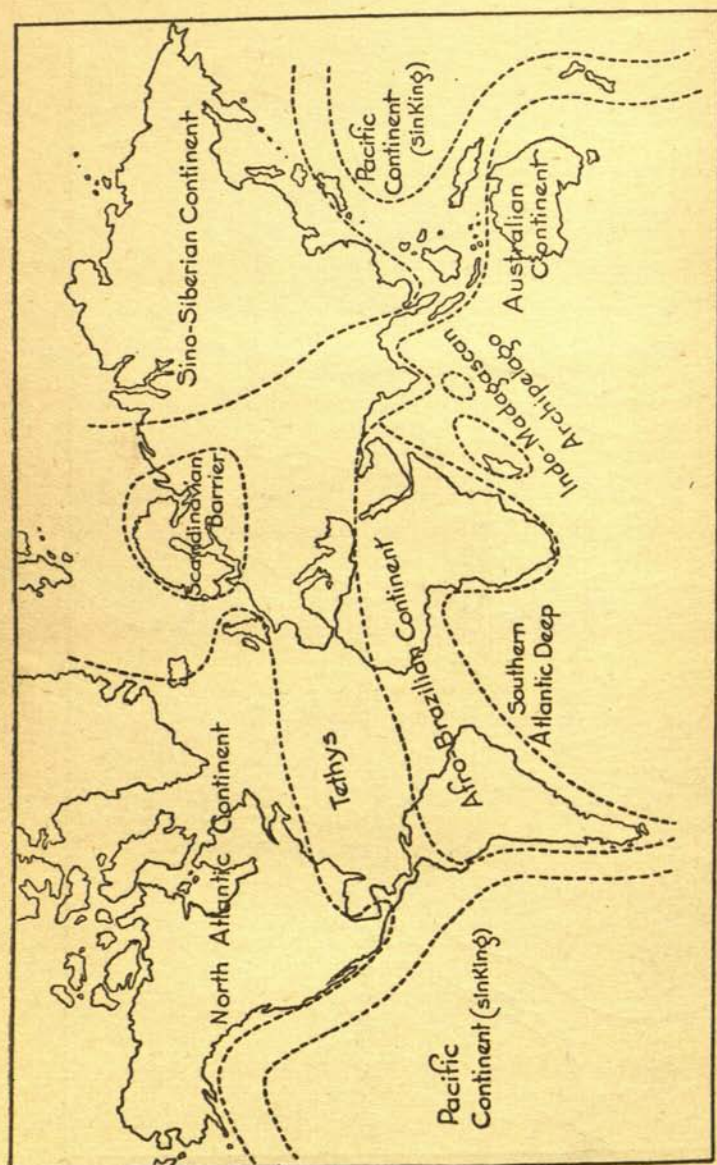 North Atlantic Continent
Scandinavian
Barrier
Sino-Siberian Continent
Tethys
Pacific
Continent
(sinKing)
Afro-Brazilian Continent
Indo-Madagascan
Archipelago
Australian
Continent
Southern
Atlantic Deep
Pacific
Continent (sinKing)